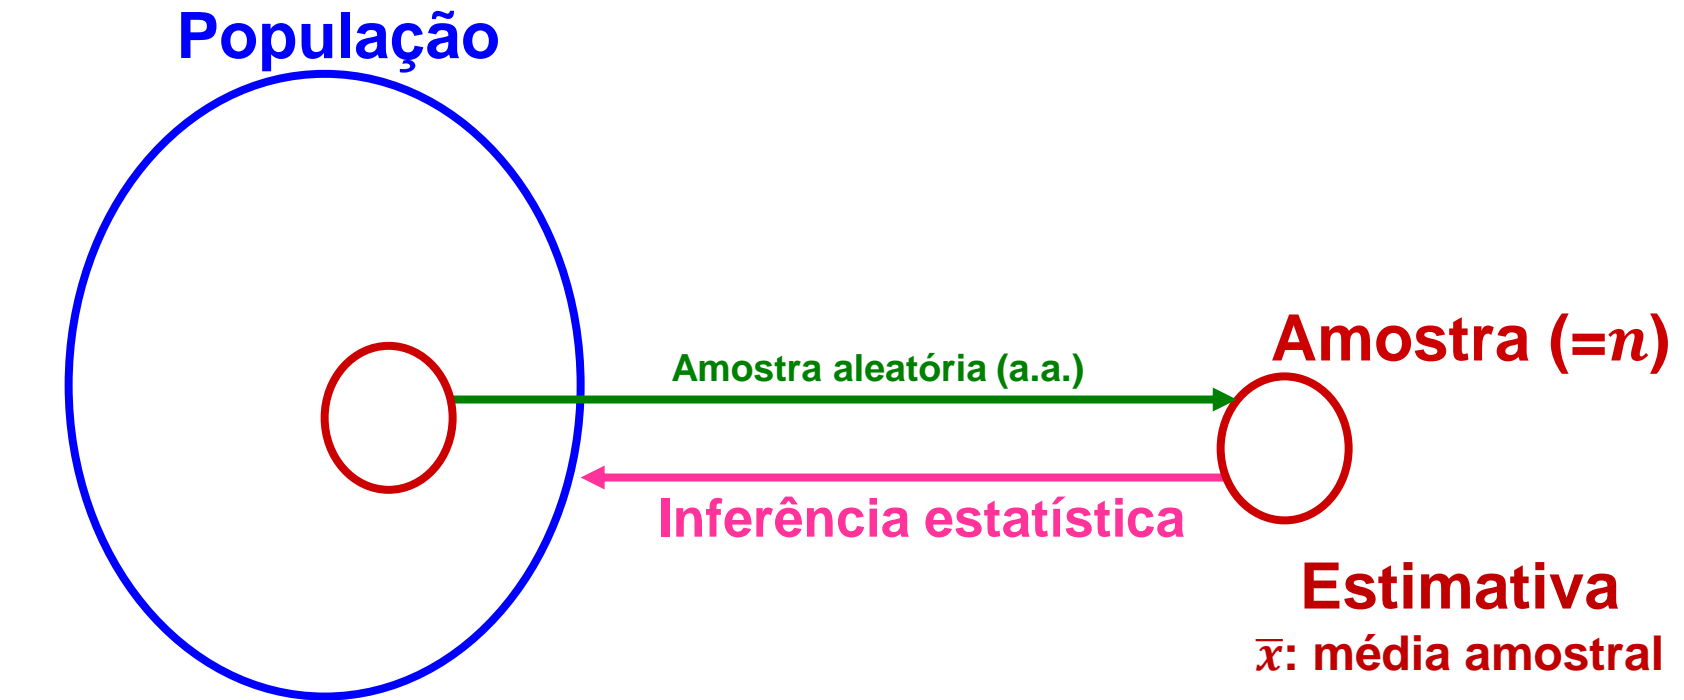 População
Amostra (=n)
Amostra aleatória (a.a.)
Inferência estatística
Estimativa
x̅: média amostral